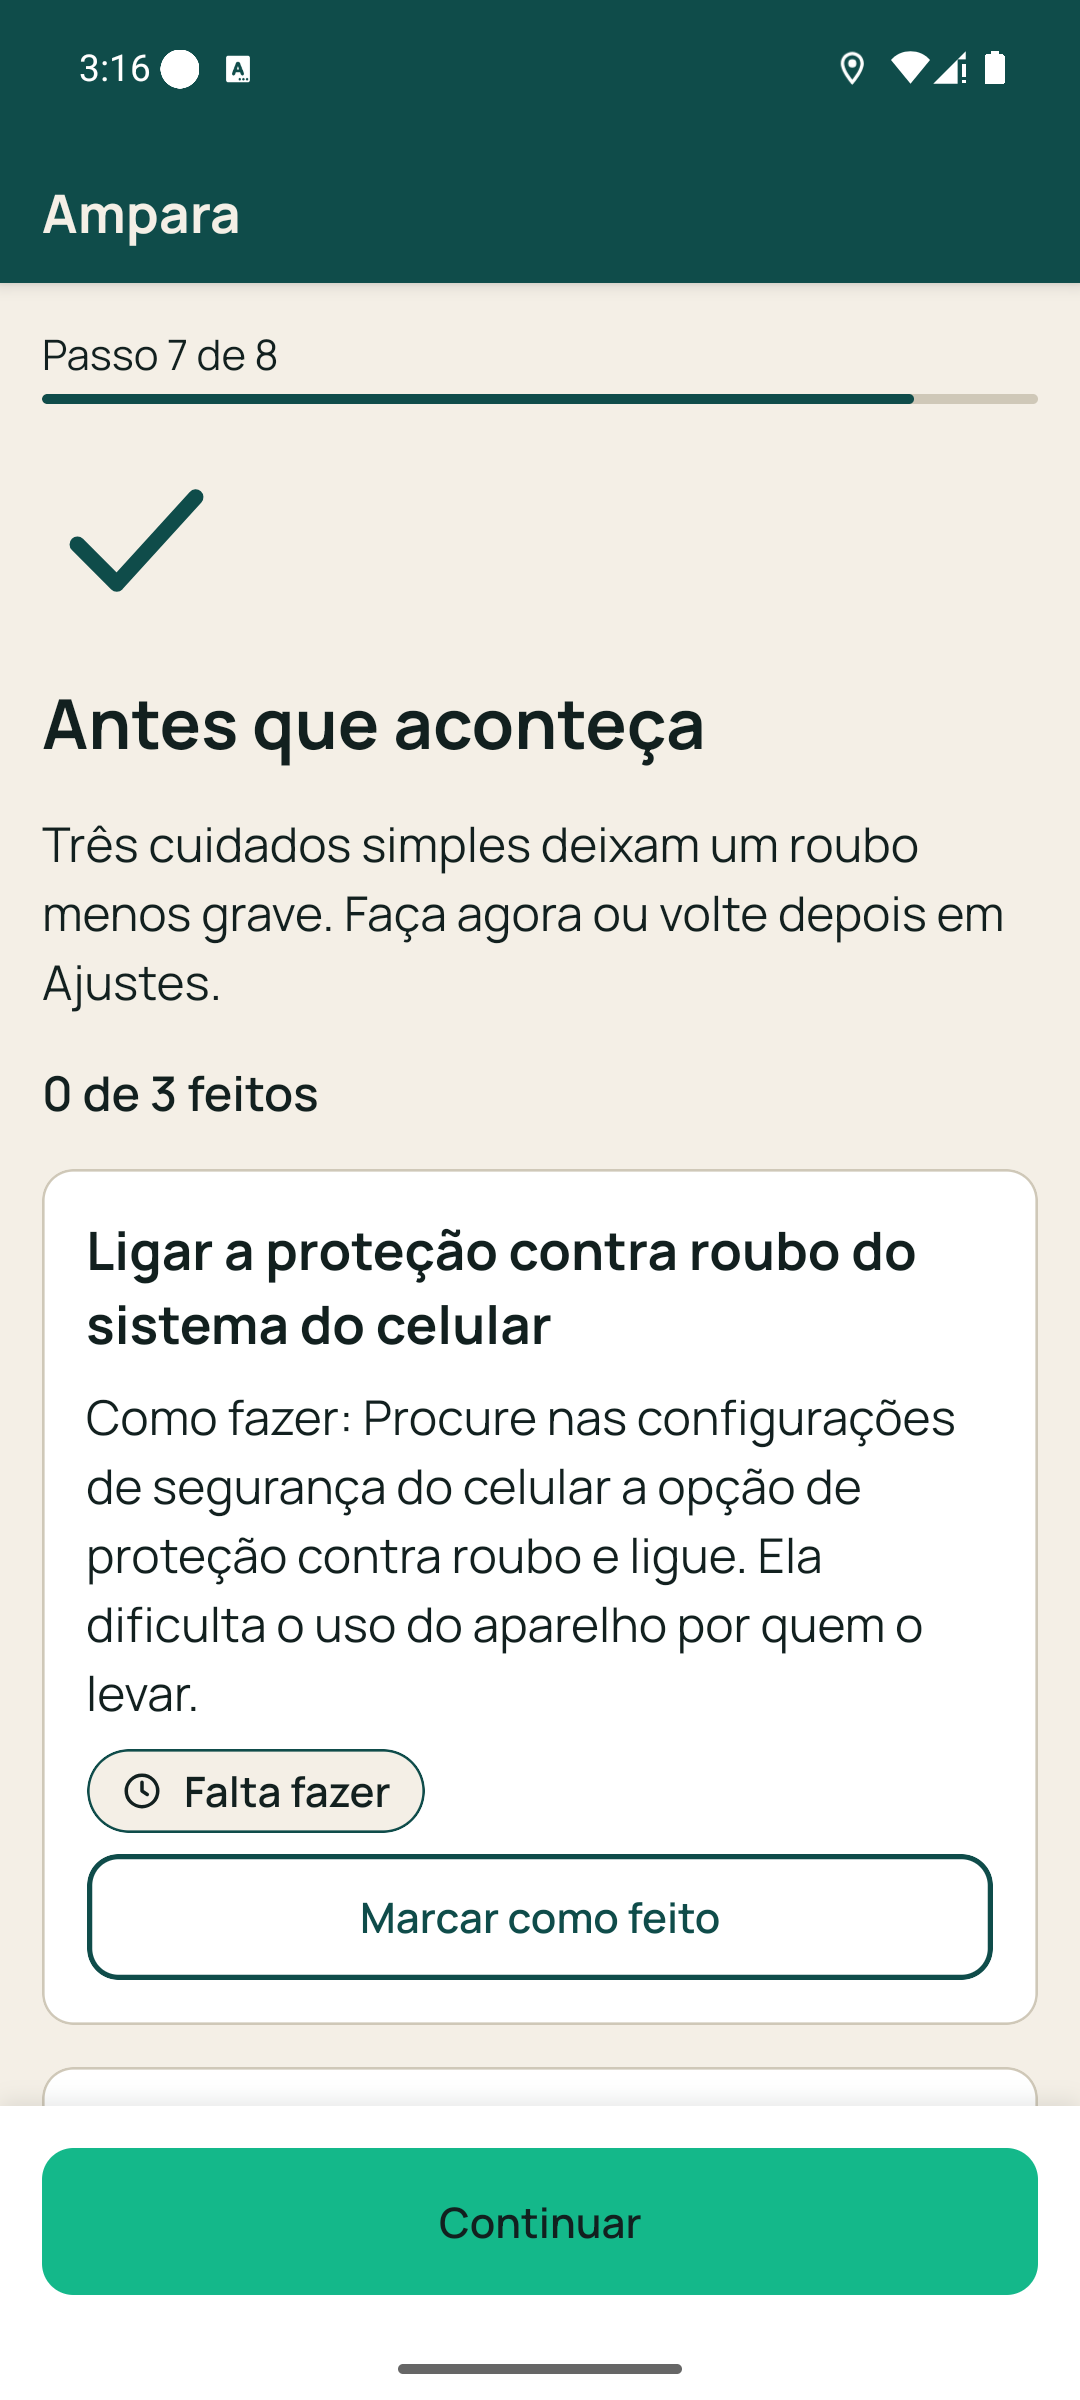 3:16
Ampara
Passo 7 de 8
Antes que aconteça
Três cuidados simples deixam um roubo
menos grave. Faça agora ou volte depois em
Ajustes.
0 de 3 feitos
Ligar a proteção contra roubo do
sistema do celular
Como fazer: Procure nas configurações
de segurança do celular a opção de
proteção contra roubo e ligue. Ela
dificulta o uso do aparelho por quem o
levar.
Falta fazer
Marcar como feito
Continuar